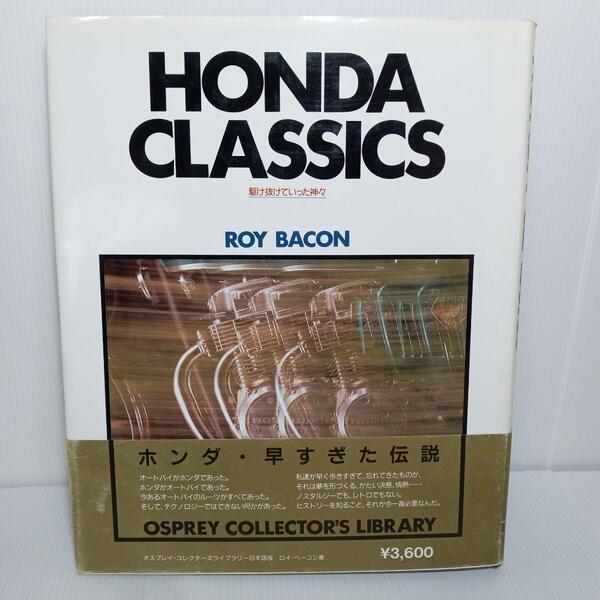 HONDA
CLASSICS
駆け抜けていった神々
ROY BACON
ホンダ・早すぎた伝説
オートバイがホンダであった。
ホンダがオートバイであった。
今あるオートバイのルーツがすべてあった。
そして、テクノロジーではできない何かがあった。
私達が早く歩きすぎて、忘れてきたものが、
それは夢を形づくる、かたい決意、情熱……
ノスタルジーでも、レトロでもない。
ヒストリーを知ること、それが今一番必要なんだ。
OSPREY COLLECTOR'S LIBRARY
¥3,600
オスプレイ・コレクターズライブラリー日本語版 ロイ・ベーコン著